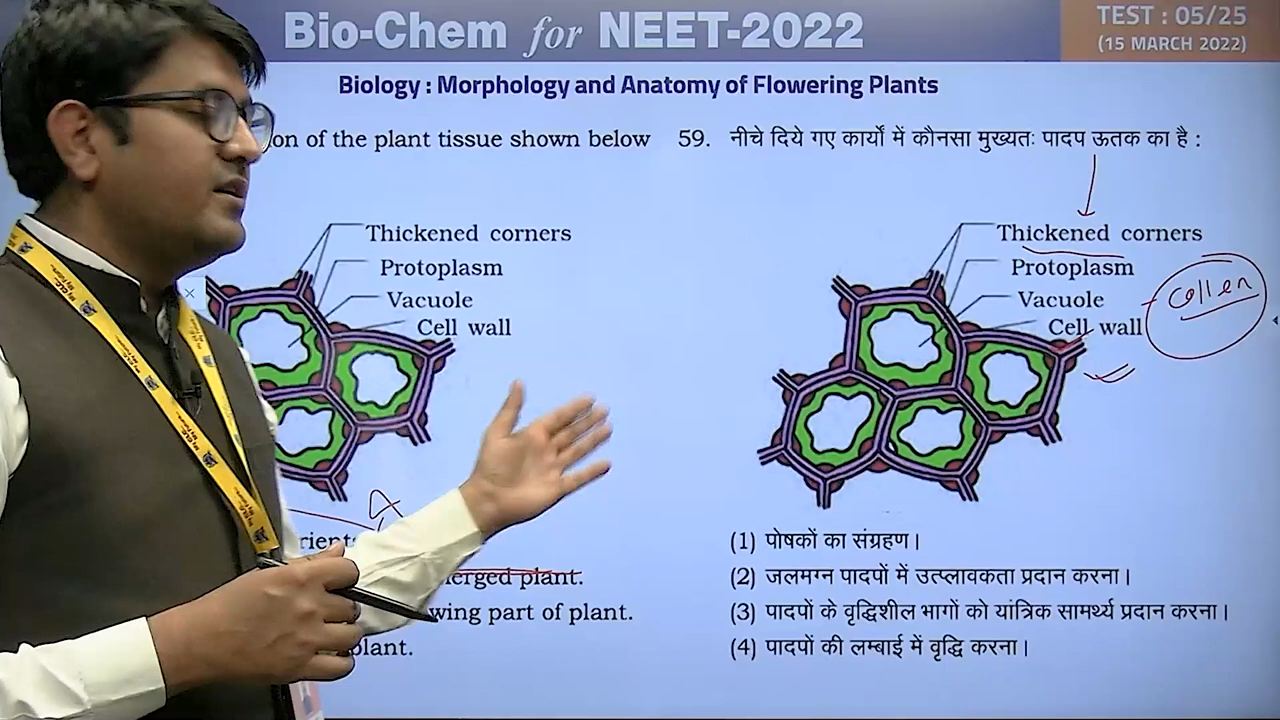 Bio-Chem for NEET-2022
TEST : 05/25
(15 MARCH 2022)
Biology : Morphology and Anatomy of Flowering Plants
on of the plant tissue shown below
59. नीचे दिये गए कार्यों में कौनसा मुख्यतः पादप ऊतक का है :
Thickened corners
Protoplasm
Vacuole
Cell wall
Thickened corners
Protoplasm
Vacuole
Cell wall
Collen
rient
erged plant.
wing part of plant.
plant.
(1) पोषकों का संग्रहण।
(2) जलमग्न पादपों में उत्प्लावकता प्रदान करना।
(3) पादपों के वृद्धिशील भागों को यांत्रिक सामर्थ्य प्रदान करना।
(4) पादपों की लम्बाई में वृद्धि करना।